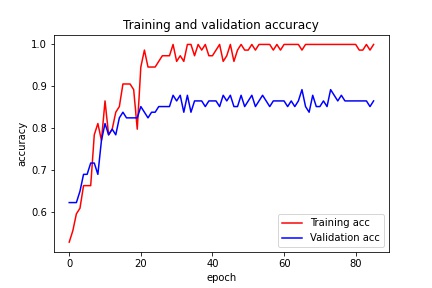 Training and validation accuracy
1.0
0.9
0.8
0.7
0.6
accuracy
0
20
40
60
80
epoch
Training acc
Validation acc